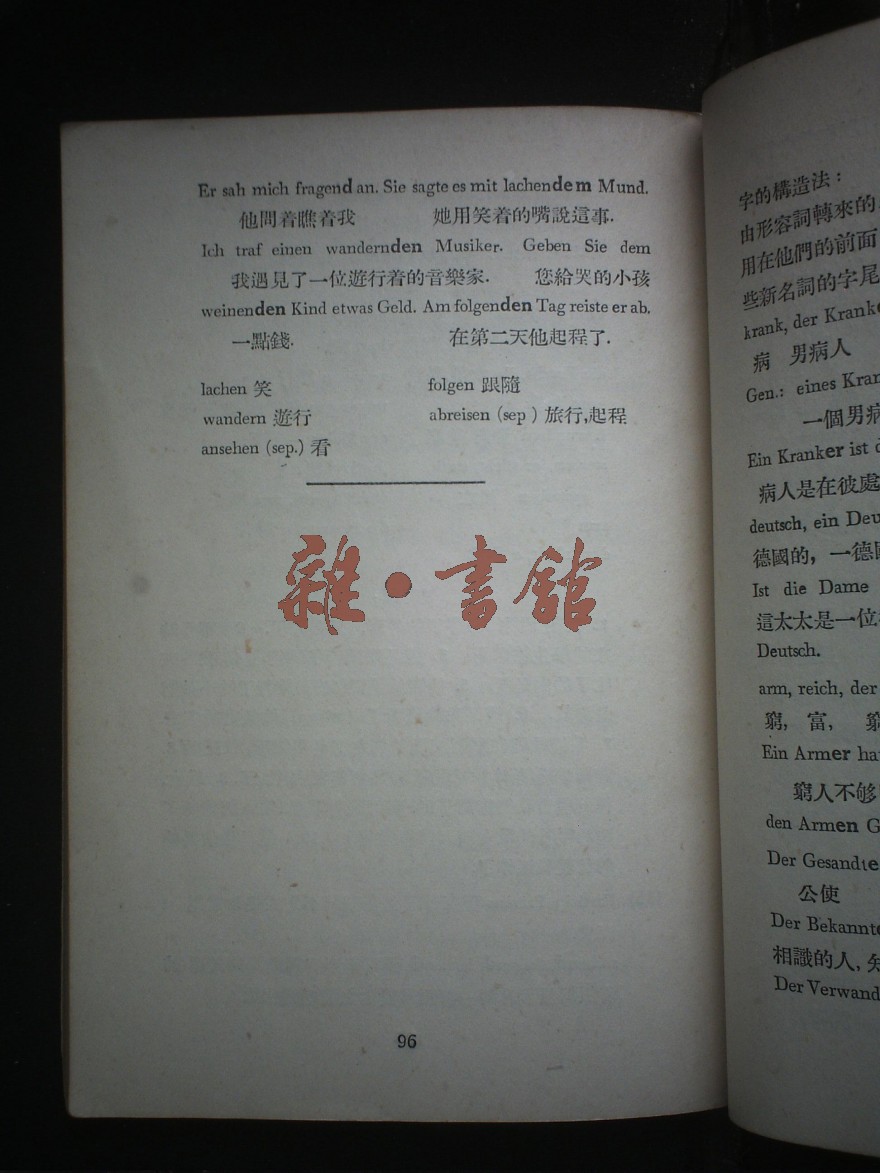 Er sah mich fragend an. Sie sagte es mit lachendem Mund.
他問着瞧着我 她用笑着的嘴說這事.
Ich traf einen wandernden Musiker. Geben Sie dem
我遇見了一位遊行着的音樂家. 您給哭的小孩
weinenden Kind etwas Geld. Am folgenden Tag reiste er ab.
一點錢. 在第二天他起程了.
lachen 笑 folgen 跟隨
wandern 遊行 abreisen (sep ) 旅行,起程
ansehen (sep.) 看
雜·書館
96
字的構造法:
由形容詞轉來的
用在他們的前面
些新名詞的字尾
krank, der Kranke
病 男病人
Gen.: eines Kran
一個男病
Ein Kranker ist d
病人是在彼處
deutsch, ein Deu
德國的, 一德國
Ist die Dame
這太太是一位
Deutsch.
arm, reich, der
窮, 富, 窮
Ein Armer ha
窮人不够
den Armen G
Der Gesandte
公使
Der Bekannte
相識的人, 知
Der Verwand